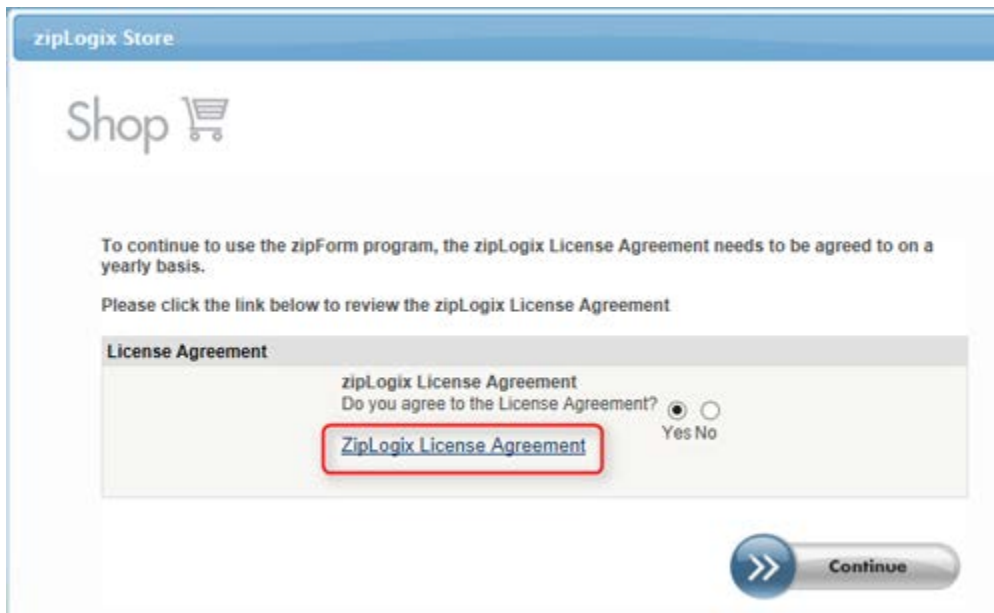 zipLogix Store
Shop
To continue to use the zipForm program, the zipLogix License Agreement needs to be agreed to on a
yearly basis.
Please click the link below to review the zipLogix License Agreement
License Agreement
zipLogix License Agreement
Do you agree to the License Agreement?
Yes No
ZipLogix License Agreement
Continue